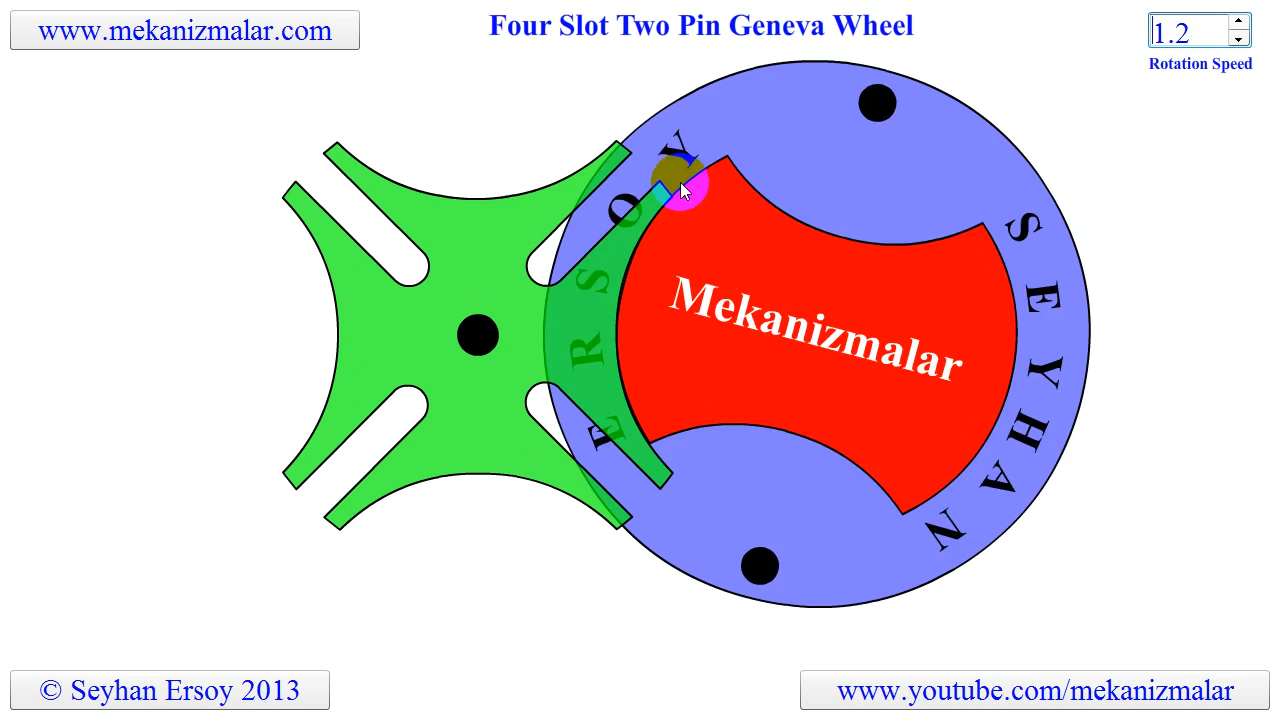 www.mekanizmalar.com
Four Slot Two Pin Geneva Wheel
1.2
Rotation Speed
ERSOY
SEYHAN
Mekanizmalar
© Seyhan Ersoy 2013
www.youtube.com/mekanizmalar